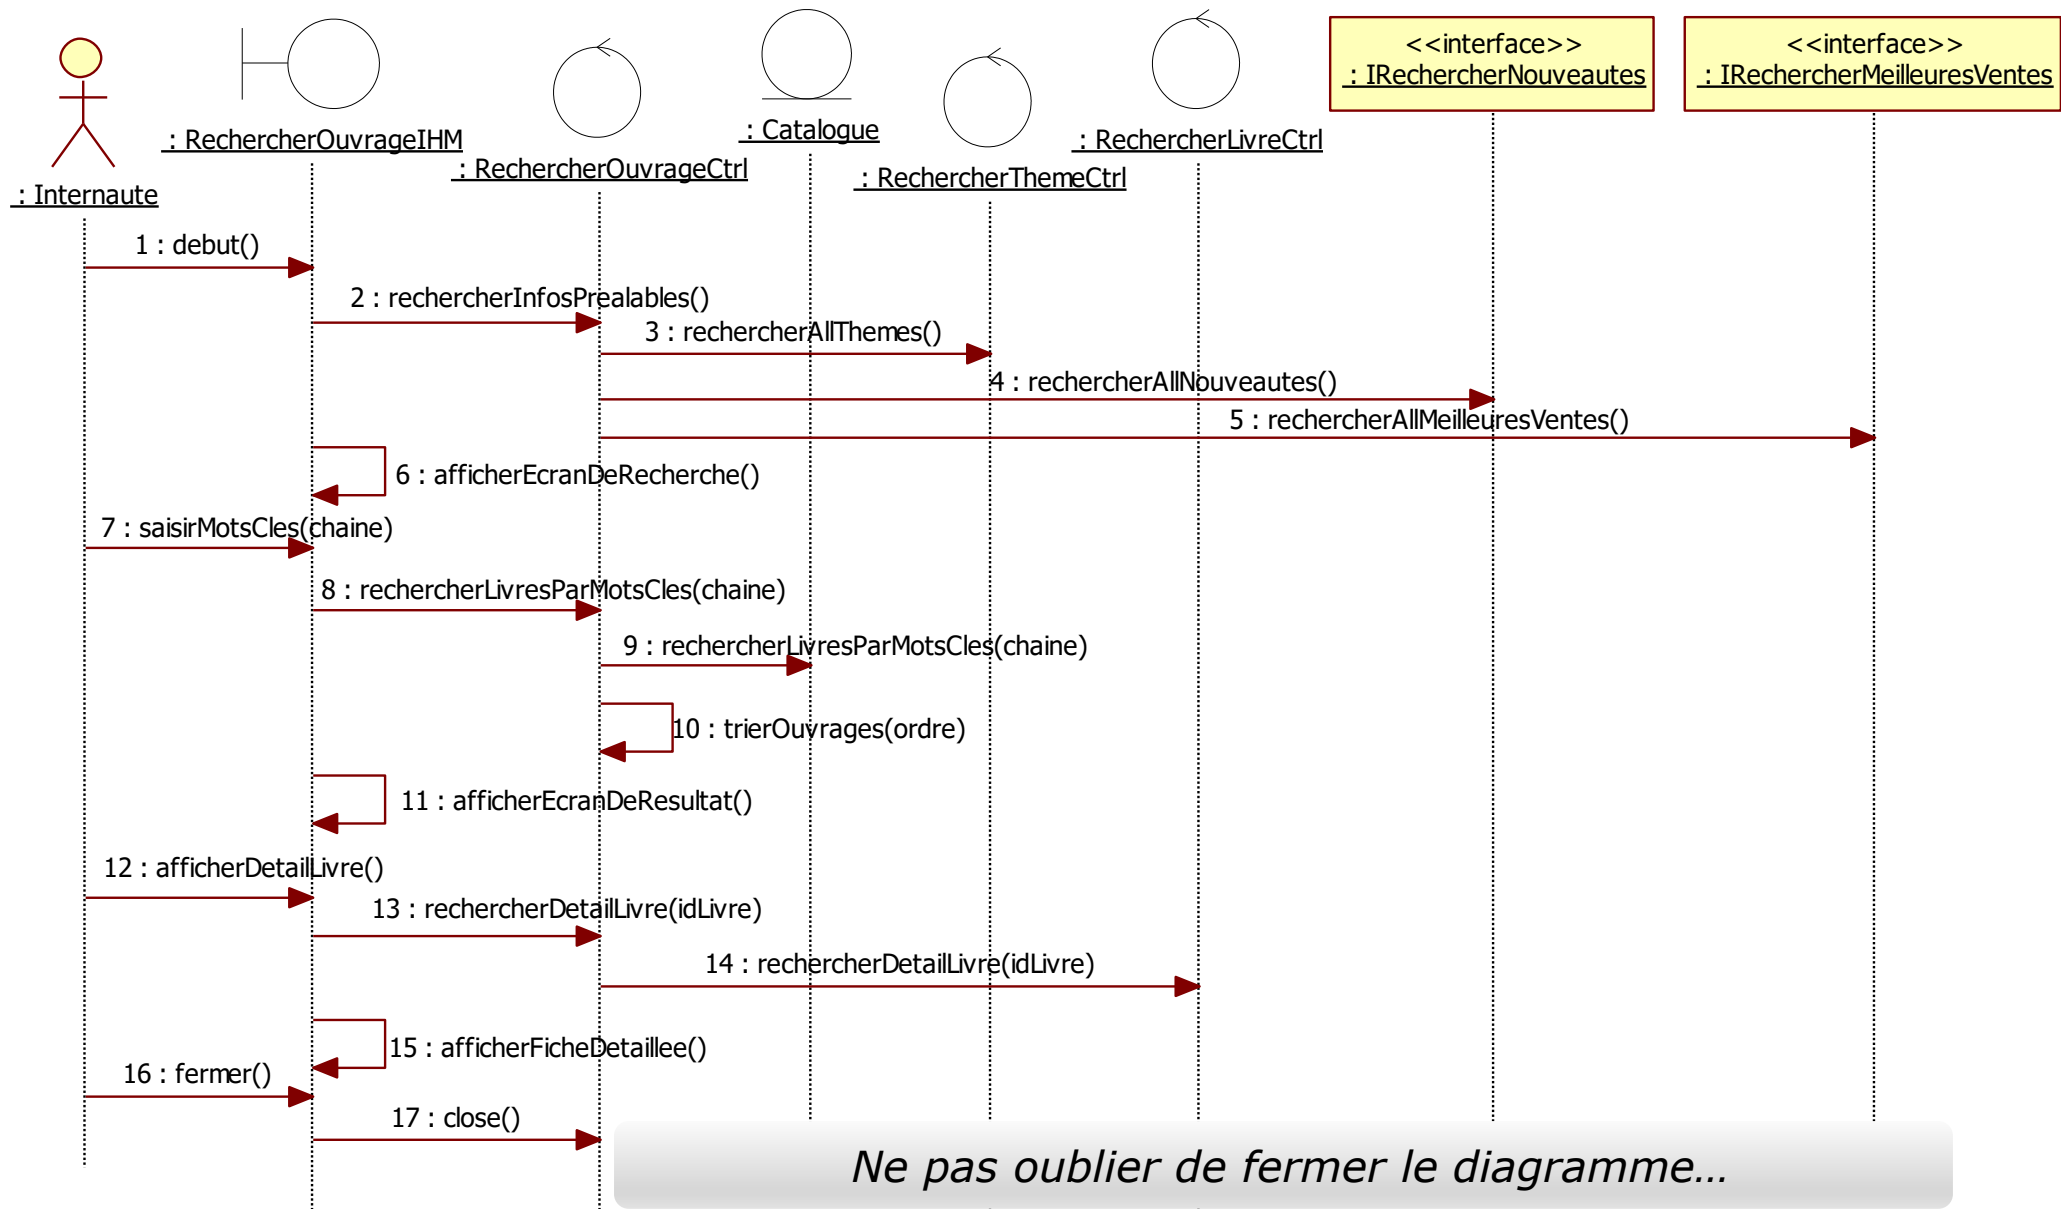 <<interface>>
: IRechercherNouveautes
<<interface>>
: IRechercherMeilleuresVentes
: Catalogue
: RechercherOuvrageIHM
: RechercherLivreCtrl
: RechercherOuvrageCtrl
: RechercherThemeCtrl
: Internaute
1 : debut()
2 : rechercherInfosPrealables()
3 : rechercherAllThemes()
4 : rechercherAllNouveautes()
5 : rechercherAllMeilleuresVentes()
6 : afficherEcranDeRecherche()
7 : saisirMotsCles(chaine)
8 : rechercherLivresParMotsCles(chaine)
9 : rechercherLivresParMotsCles(chaine)
10 : trierOuvrages(ordre)
11 : afficherEcranDeResultat()
12 : afficherDetailLivre()
13 : rechercherDetailLivre(idLivre)
14 : rechercherDetailLivre(idLivre)
15 : afficherFicheDetaillee()
16 : fermer()
17 : close()
Ne pas oublier de fermer le diagramme...